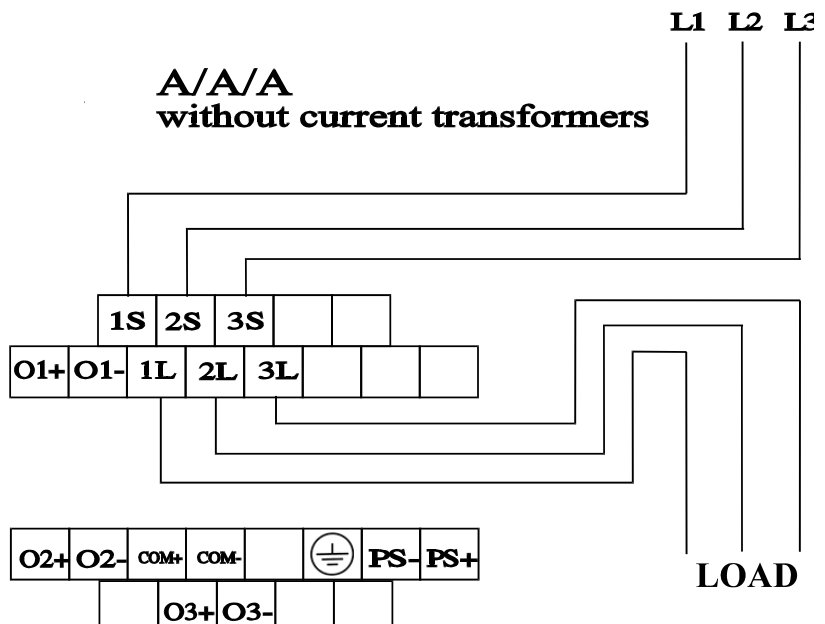 L1 L2 L3
A/A/A
without current transformers
1S 2S 3S
O1+ O1- 1L 2L 3L
O2+ O2- COM+ COM- PS- PS+
LOAD
O3+ O3-